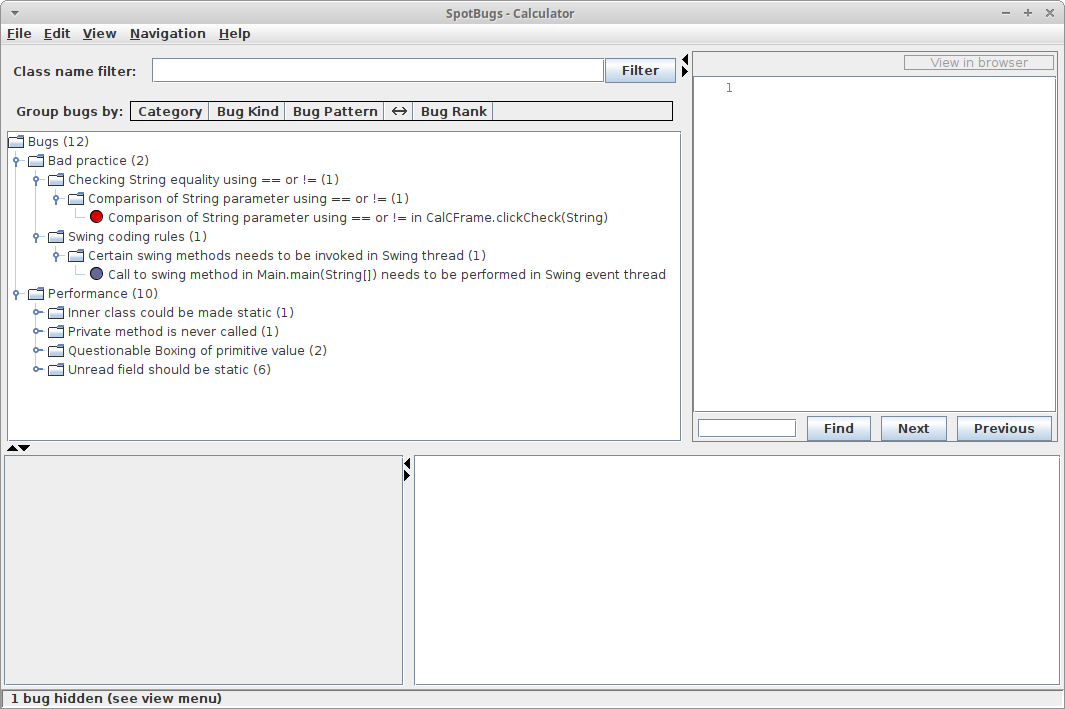 SpotBugs - Calculator
File Edit View Navigation Help
Class name filter: Filter
View in browser
1
Group bugs by: Category Bug Kind Bug Pattern ↔ Bug Rank
Bugs (12)
Bad practice (2)
Checking String equality using == or != (1)
Comparison of String parameter using == or != (1)
Comparison of String parameter using == or != in CalCFrame.clickCheck(String)
Swing coding rules (1)
Certain swing methods needs to be invoked in Swing thread (1)
Call to swing method in Main.main(String[]) needs to be performed in Swing event thread
Performance (10)
Inner class could be made static (1)
Private method is never called (1)
Questionable Boxing of primitive value (2)
Unread field should be static (6)
Find Next Previous
1 bug hidden (see view menu)